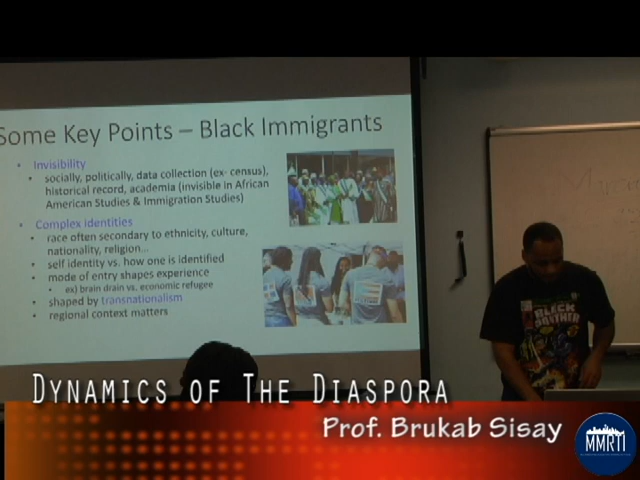 Some Key Points – Black Immigrants
• Invisibility
• socially, politically, data collection (ex- census),
historical record, academia (invisible in African
American Studies & Immigration Studies)
• Complex identities
• race often secondary to ethnicity, culture,
nationality, religion...
• self identity vs. how one is identified
• mode of entry shapes experience
• ex) brain drain vs. economic refugee
• shaped by transnationalism
• regional context matters
BLACK
PANTHER
DYNAMICS OF THE DIASPORA
Prof. Brukab Sisay
MMRTI